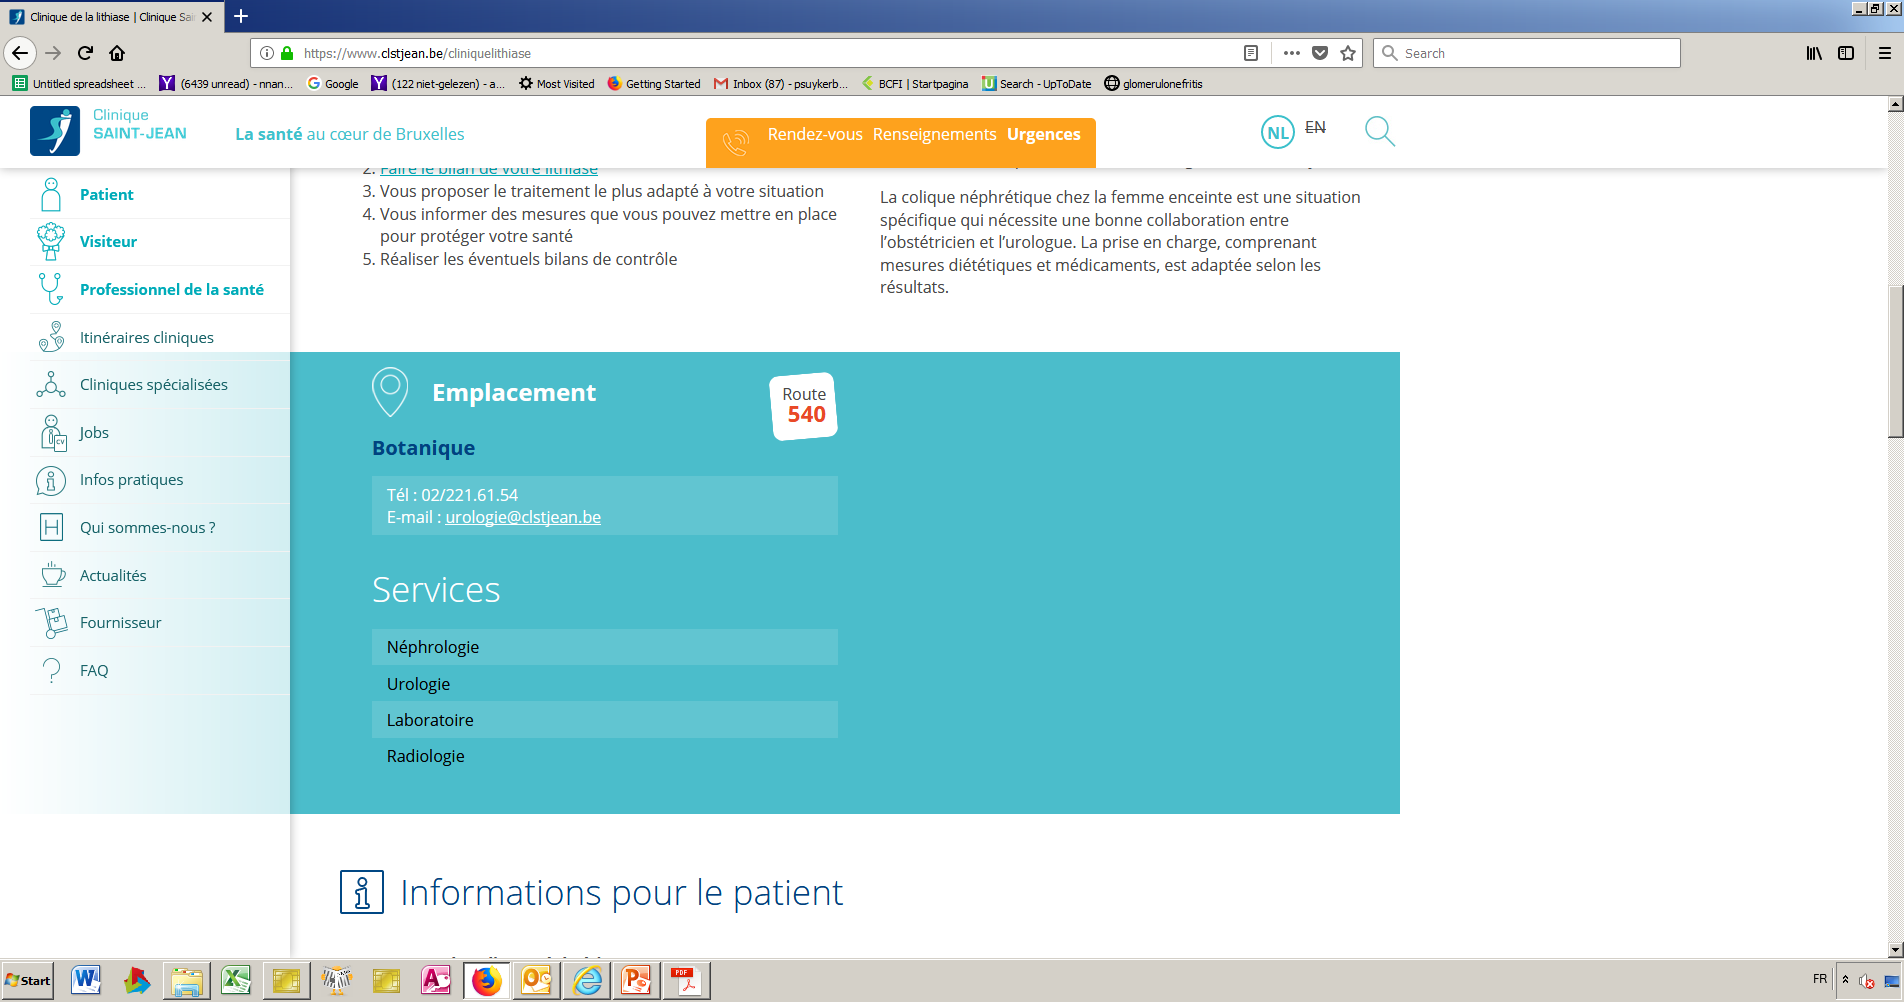 Clinique de la lithiase | Clinique Sai
https://www.clstjean.be/cliniquelithiase
Search
Untitled spreadsheet ...
(6439 unread) - nnan...
Google
(122 niet-gelezen) - a...
Most Visited
Getting Started
Inbox (87) - psuykerb...
BCFI | Startpagina
Search - UpToDate
glomerulonefritis
Clinique
SAINT-JEAN
La santé au cœur de Bruxelles
Rendez-vous Renseignements Urgences
NL
EN
Patient
Visiteur
Professionnel de la santé
Itinéraires cliniques
Cliniques spécialisées
Jobs
Infos pratiques
Qui sommes-nous ?
Actualités
Fournisseur
FAQ
2. Faire le bilan de votre lithiase
3. Vous proposer le traitement le plus adapté à votre situation
4. Vous informer des mesures que vous pouvez mettre en place
pour protéger votre santé
5. Réaliser les éventuels bilans de contrôle
La colique néphrétique chez la femme enceinte est une situation
spécifique qui nécessite une bonne collaboration entre
l'obstétricien et l'urologue. La prise en charge, comprenant
mesures diététiques et médicaments, est adaptée selon les
résultats.
Emplacement
Route
540
Botanique
Tél : 02/221.61.54
E-mail : urologie@clstjean.be
Services
Néphrologie
Urologie
Laboratoire
Radiologie
Informations pour le patient
Start
FR